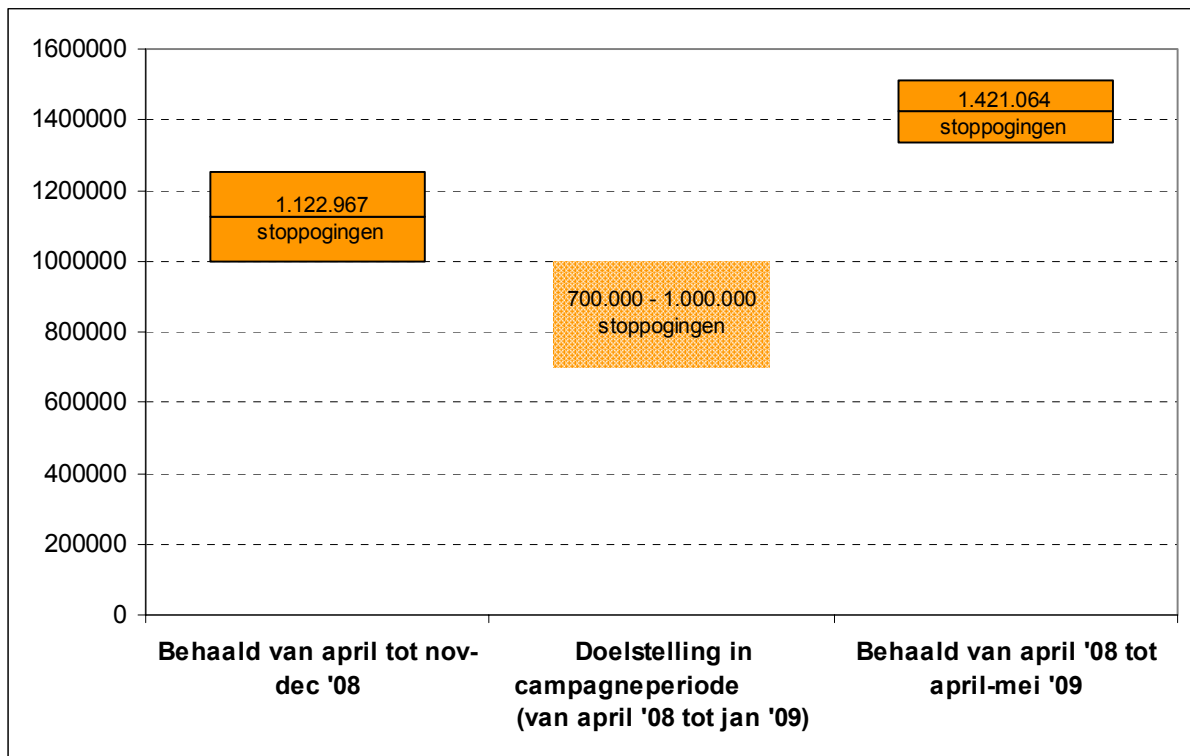 1600000
1400000
1200000
1000000
800000
600000
400000
200000
0
1.122.967
stoppogingen
700.000 - 1.000.000
stoppogingen
1.421.064
stoppogingen
Behaald van april tot nov-
dec '08
Doelstelling in
campagneperiode
(van april '08 tot jan '09)
Behaald van april '08 tot
april-mei '09